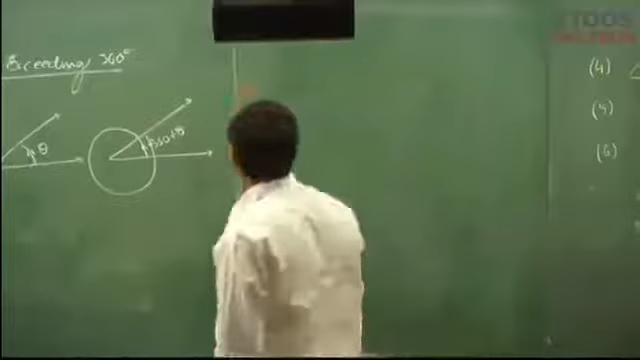 Exceeding 360°
θ
360+θ
(4)
(5)
(6)